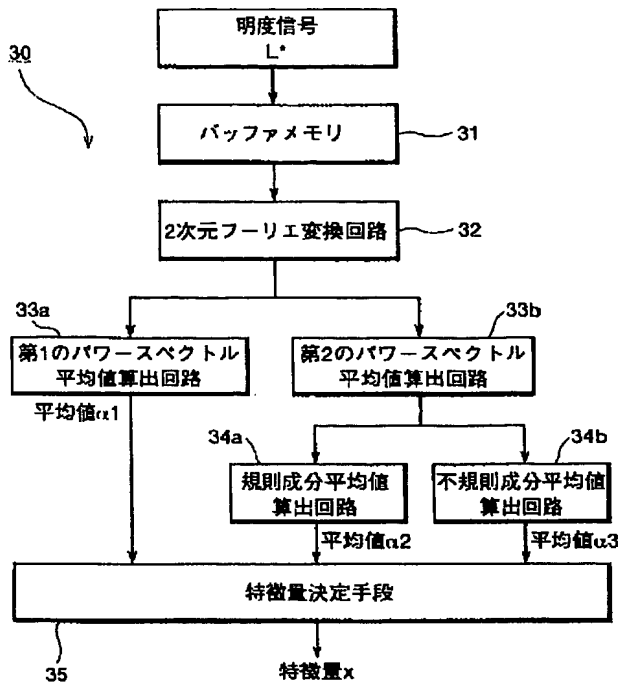 明度信号
L*
30
バッファメモリ
31
2次元フーリエ変換回路
32
33a
33b
第1のパワースペクトル
平均値算出回路
第2のパワースペクトル
平均値算出回路
平均値α1
34a
34b
規則成分平均値
算出回路
不規則成分平均値
算出回路
平均値α2
平均値α3
特徴量決定手段
35
特徴量x